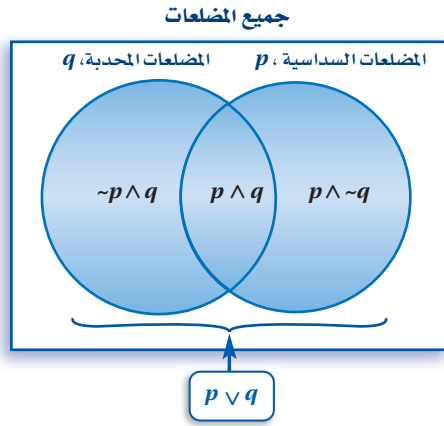 جميع المضلعات
المضلعات السداسية ، p المضلعات المحدبة، q
~p ∧ q p ∧ q p ∧ ~q
p ∨ q